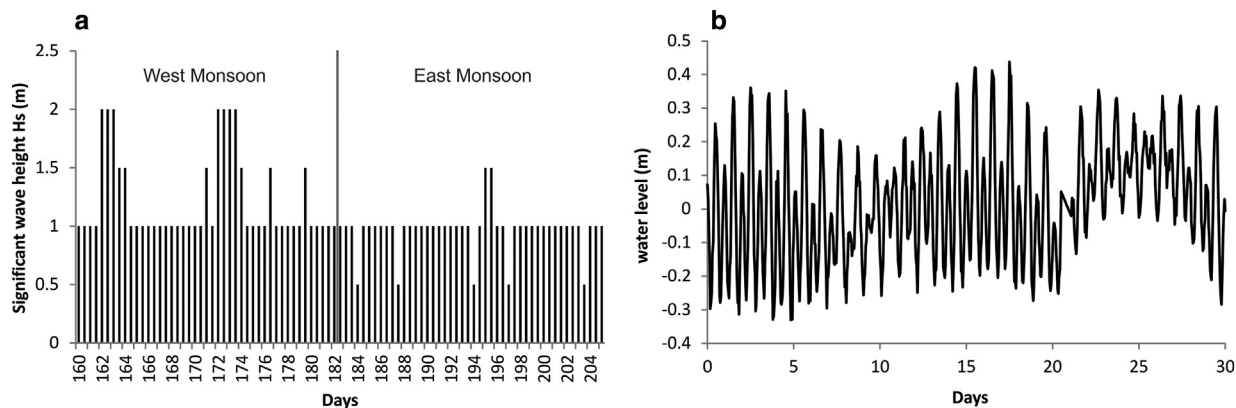 a
Significant wave height Hs (m)
2.5
2
1.5
1
0.5
0
West Monsoon
East Monsoon
160 162 164 166 168 170 172 174 176 178 180 182 184 186 188 190 192 194 196 198 200 202 204
Days
b
water level (m)
0.5
0.4
0.3
0.2
0.1
0
-0.1
-0.2
-0.3
-0.4
0 5 10 15 20 25 30
Days